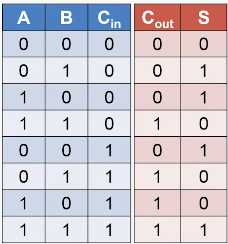 A B Cin Cout S
0 0 0 0 0
0 1 0 0 1
1 0 0 0 1
1 1 0 1 0
0 0 1 0 1
0 1 1 1 0
1 0 1 1 0
1 1 1 1 1